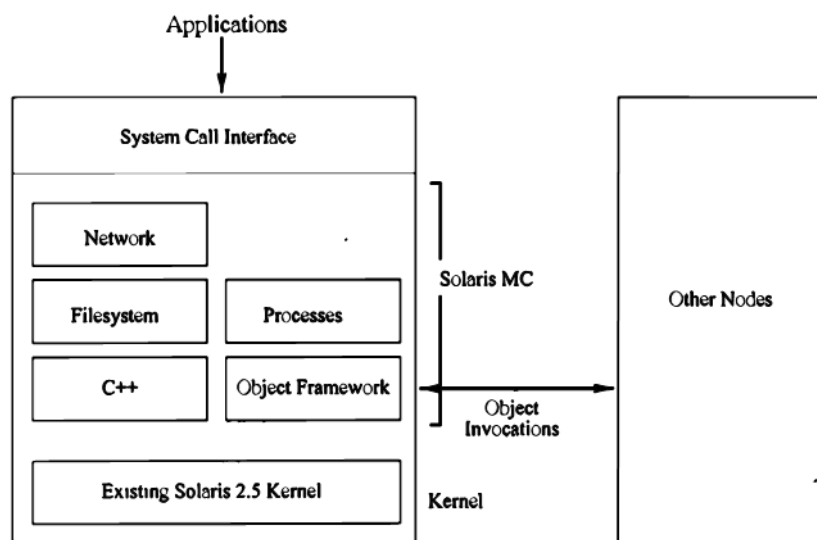 Applications
System Call Interface
Network
Solaris MC
Filesystem
Processes
Other Nodes
C++
Object Framework
Object
Invocations
Existing Solaris 2.5 Kernel
Kernel